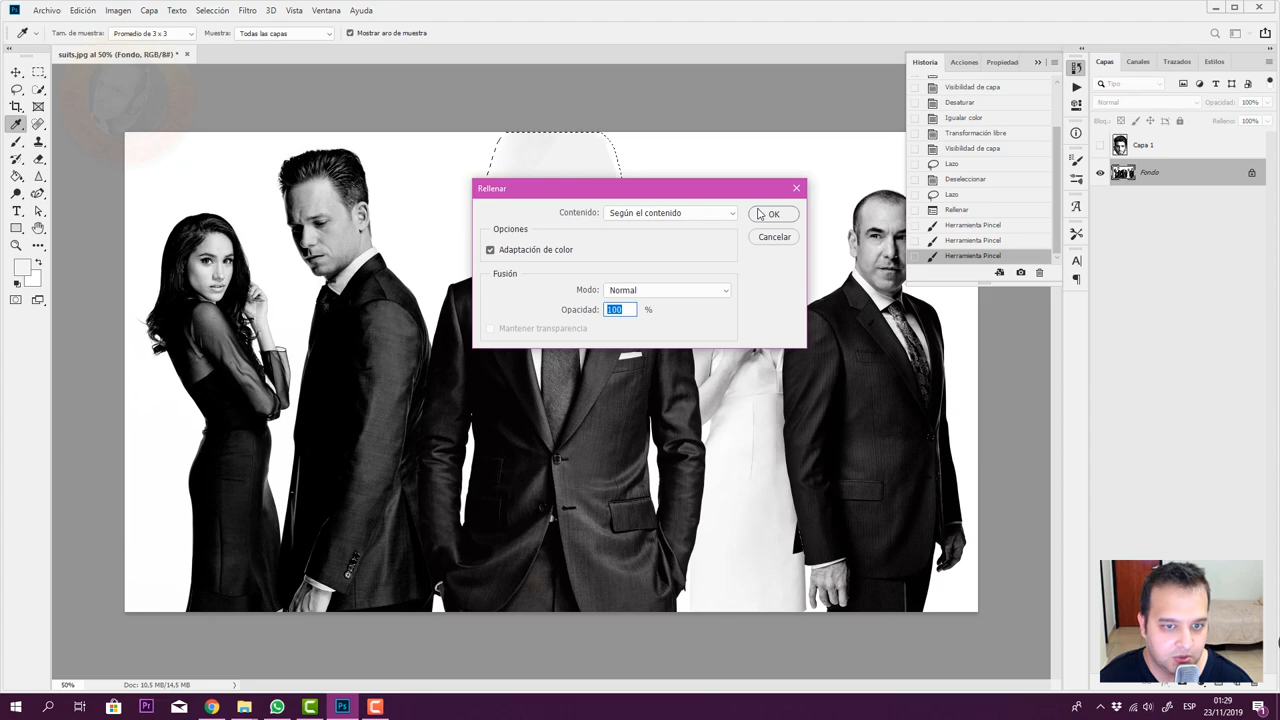 Ps Archivo Edición Imagen Capa Texto Selección Filtro 3D Vista Ventana Ayuda
Tam. de muestra: Promedio de 3 x 3 Muestra: Todas las capas Mostrar aro de muestra
suits.jpg al 50% (Fondo, RGB/8#) *
Historia Acciones Propiedad
Capas Canales Trazados Estilos
Tipo
Visibilidad de capa
Desaturar
Normal Opacidad: 100%
Igualar color
Bloq.: Relleno: 100%
Transformación libre
Visibilidad de capa
Capa 1
Lazo
Fondo
Deseleccionar
Lazo
Rellenar
Herramienta Pincel
Herramienta Pincel
Herramienta Pincel
Rellenar
Contenido: Según el contenido
OK
Opciones
Cancelar
Adaptación de color
Fusión
Modo: Normal
Opacidad: 100 %
Mantener transparencia
50% Doc: 10,5 MB/14,5 MB
Pr
Ps
ESP
01:29
23/11/2019